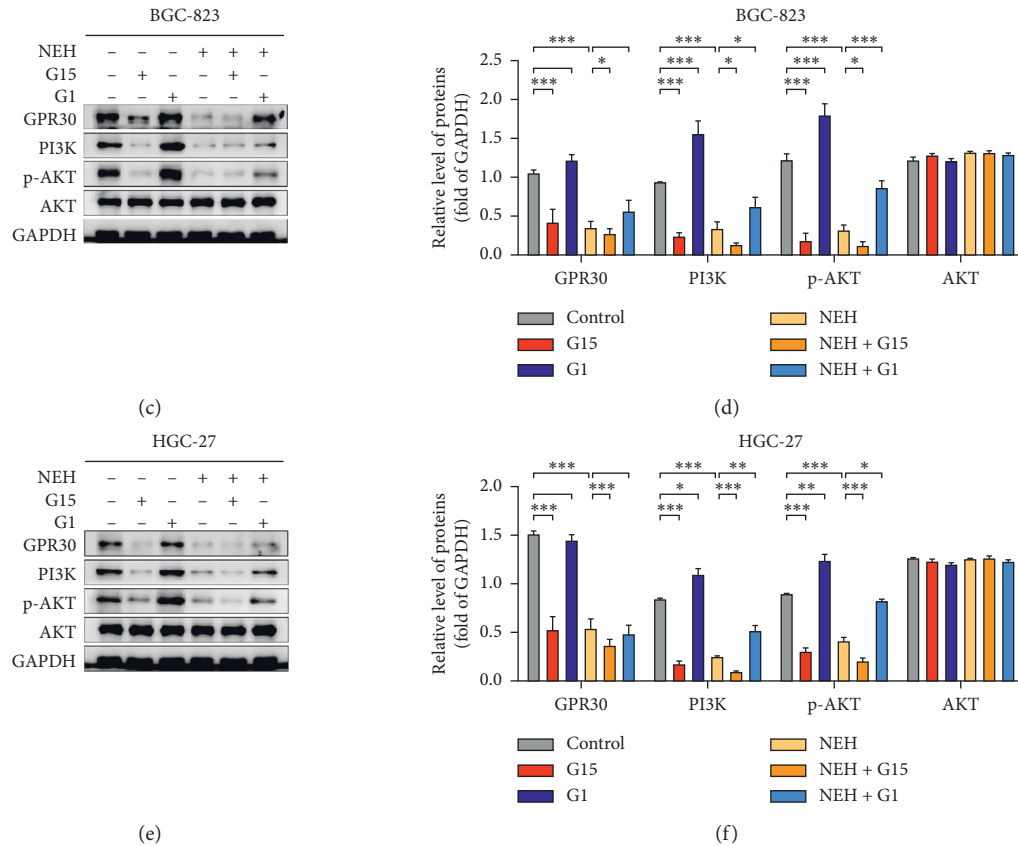 BGC-823
NEH – – – + + +
G15 – + – – + –
G1 – – + – – +
GPR30
PI3K
p-AKT
AKT
GAPDH
(c)
BGC-823
Relative level of proteins
(fold of GAPDH)
2.5
2.0
1.5
1.0
0.5
0.0
*** *** * *** ***
*** * *** *** * *** *** *
GPR30 PI3K p-AKT AKT
Control
G15
G1
NEH
NEH + G15
NEH + G1
(d)
HGC-27
NEH – – – + + +
G15 – + – – + –
G1 – – + – – +
GPR30
PI3K
p-AKT
AKT
GAPDH
(e)
HGC-27
Relative level of proteins
(fold of GAPDH)
2.0
1.5
1.0
0.5
0.0
*** *** ** *** *
*** *** * *** *** ** *** ***
GPR30 PI3K p-AKT AKT
Control
G15
G1
NEH
NEH + G15
NEH + G1
(f)